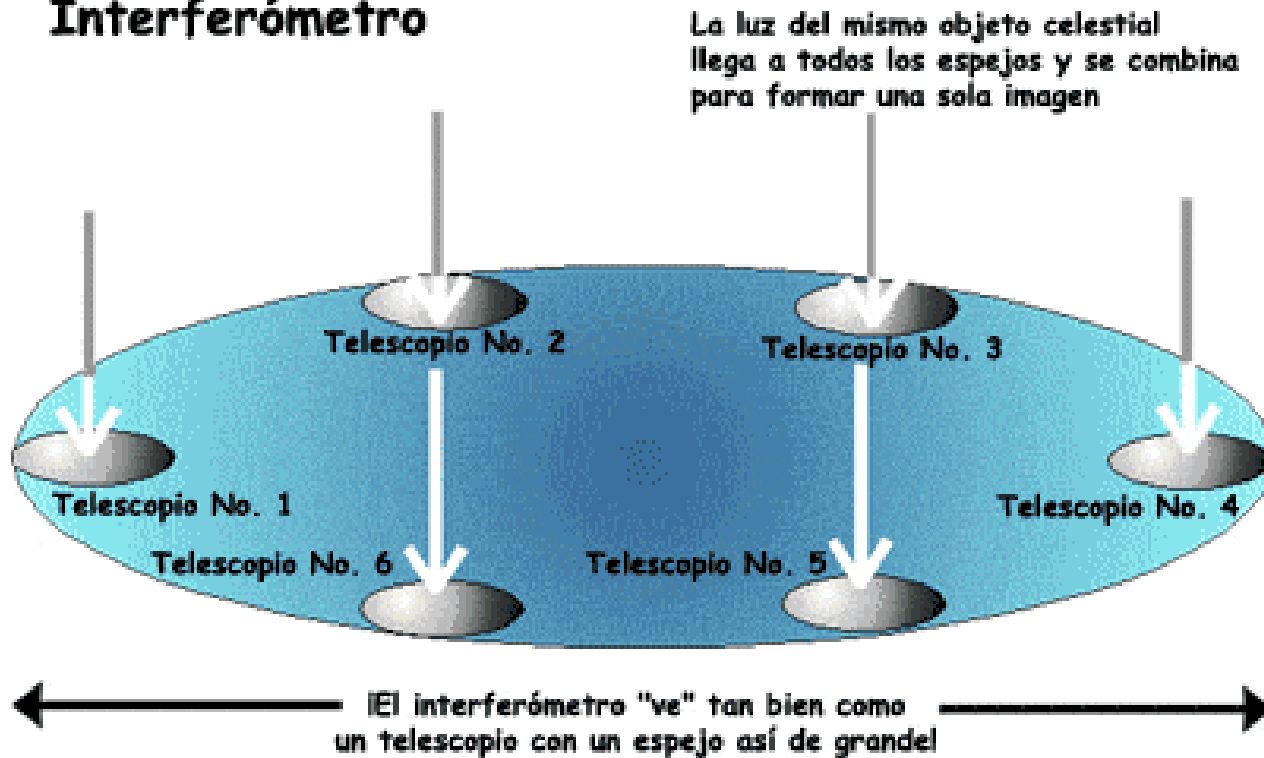 Interferómetro
La luz del mismo objeto celestial
llega a todos los espejos y se combina
para formar una sola imagen
Telescopio No. 2
Telescopio No. 3
Telescopio No. 1
Telescopio No. 4
Telescopio No. 6
Telescopio No. 5
¡El interferómetro "ve" tan bien como
un telescopio con un espejo así de grande!